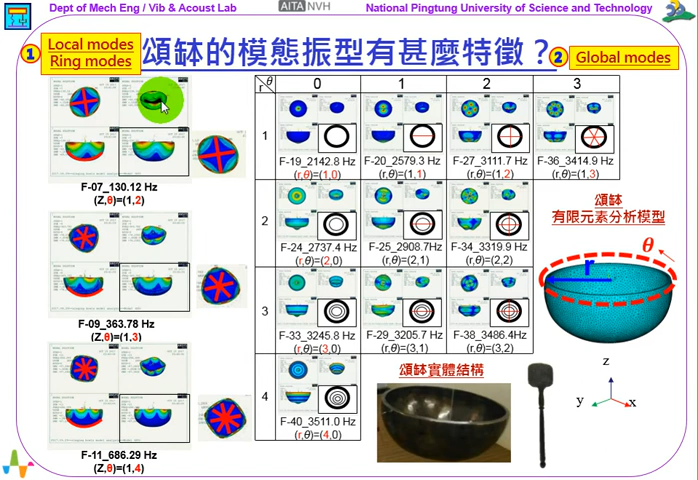 Dept of Mech Eng / Vib & Acoust Lab
AITA NVH
National Pingtung University of Science and Technology
1
Local modes
Ring modes
頌缽的模態振型有甚麼特徵？
2
Global modes
F-07_130.12 Hz
(Z,θ)=(1,2)
F-09_363.78 Hz
(Z,θ)=(1,3)
F-11_686.29 Hz
(Z,θ)=(1,4)
r θ 0 1 2 3
1
F-19_2142.8 Hz F-20_2579.3 Hz F-27_3111.7 Hz F-36_3414.9 Hz
(r,θ)=(1,0) (r,θ)=(1,1) (r,θ)=(1,2) (r,θ)=(1,3)
2
F-24_2737.4 Hz F-25_2908.7Hz F-34_3319.9 Hz
(r,θ)=(2,0) (r,θ)=(2,1) (r,θ)=(2,2)
3
F-33_3245.8 Hz F-29_3205.7 Hz F-38_3486.4Hz
(r,θ)=(3,0) (r,θ)=(3,1) (r,θ)=(3,2)
4
F-40_3511.0 Hz
(r,θ)=(4,0)
頌缽
有限元素分析模型
θ
r
頌缽實體結構
z
y
x